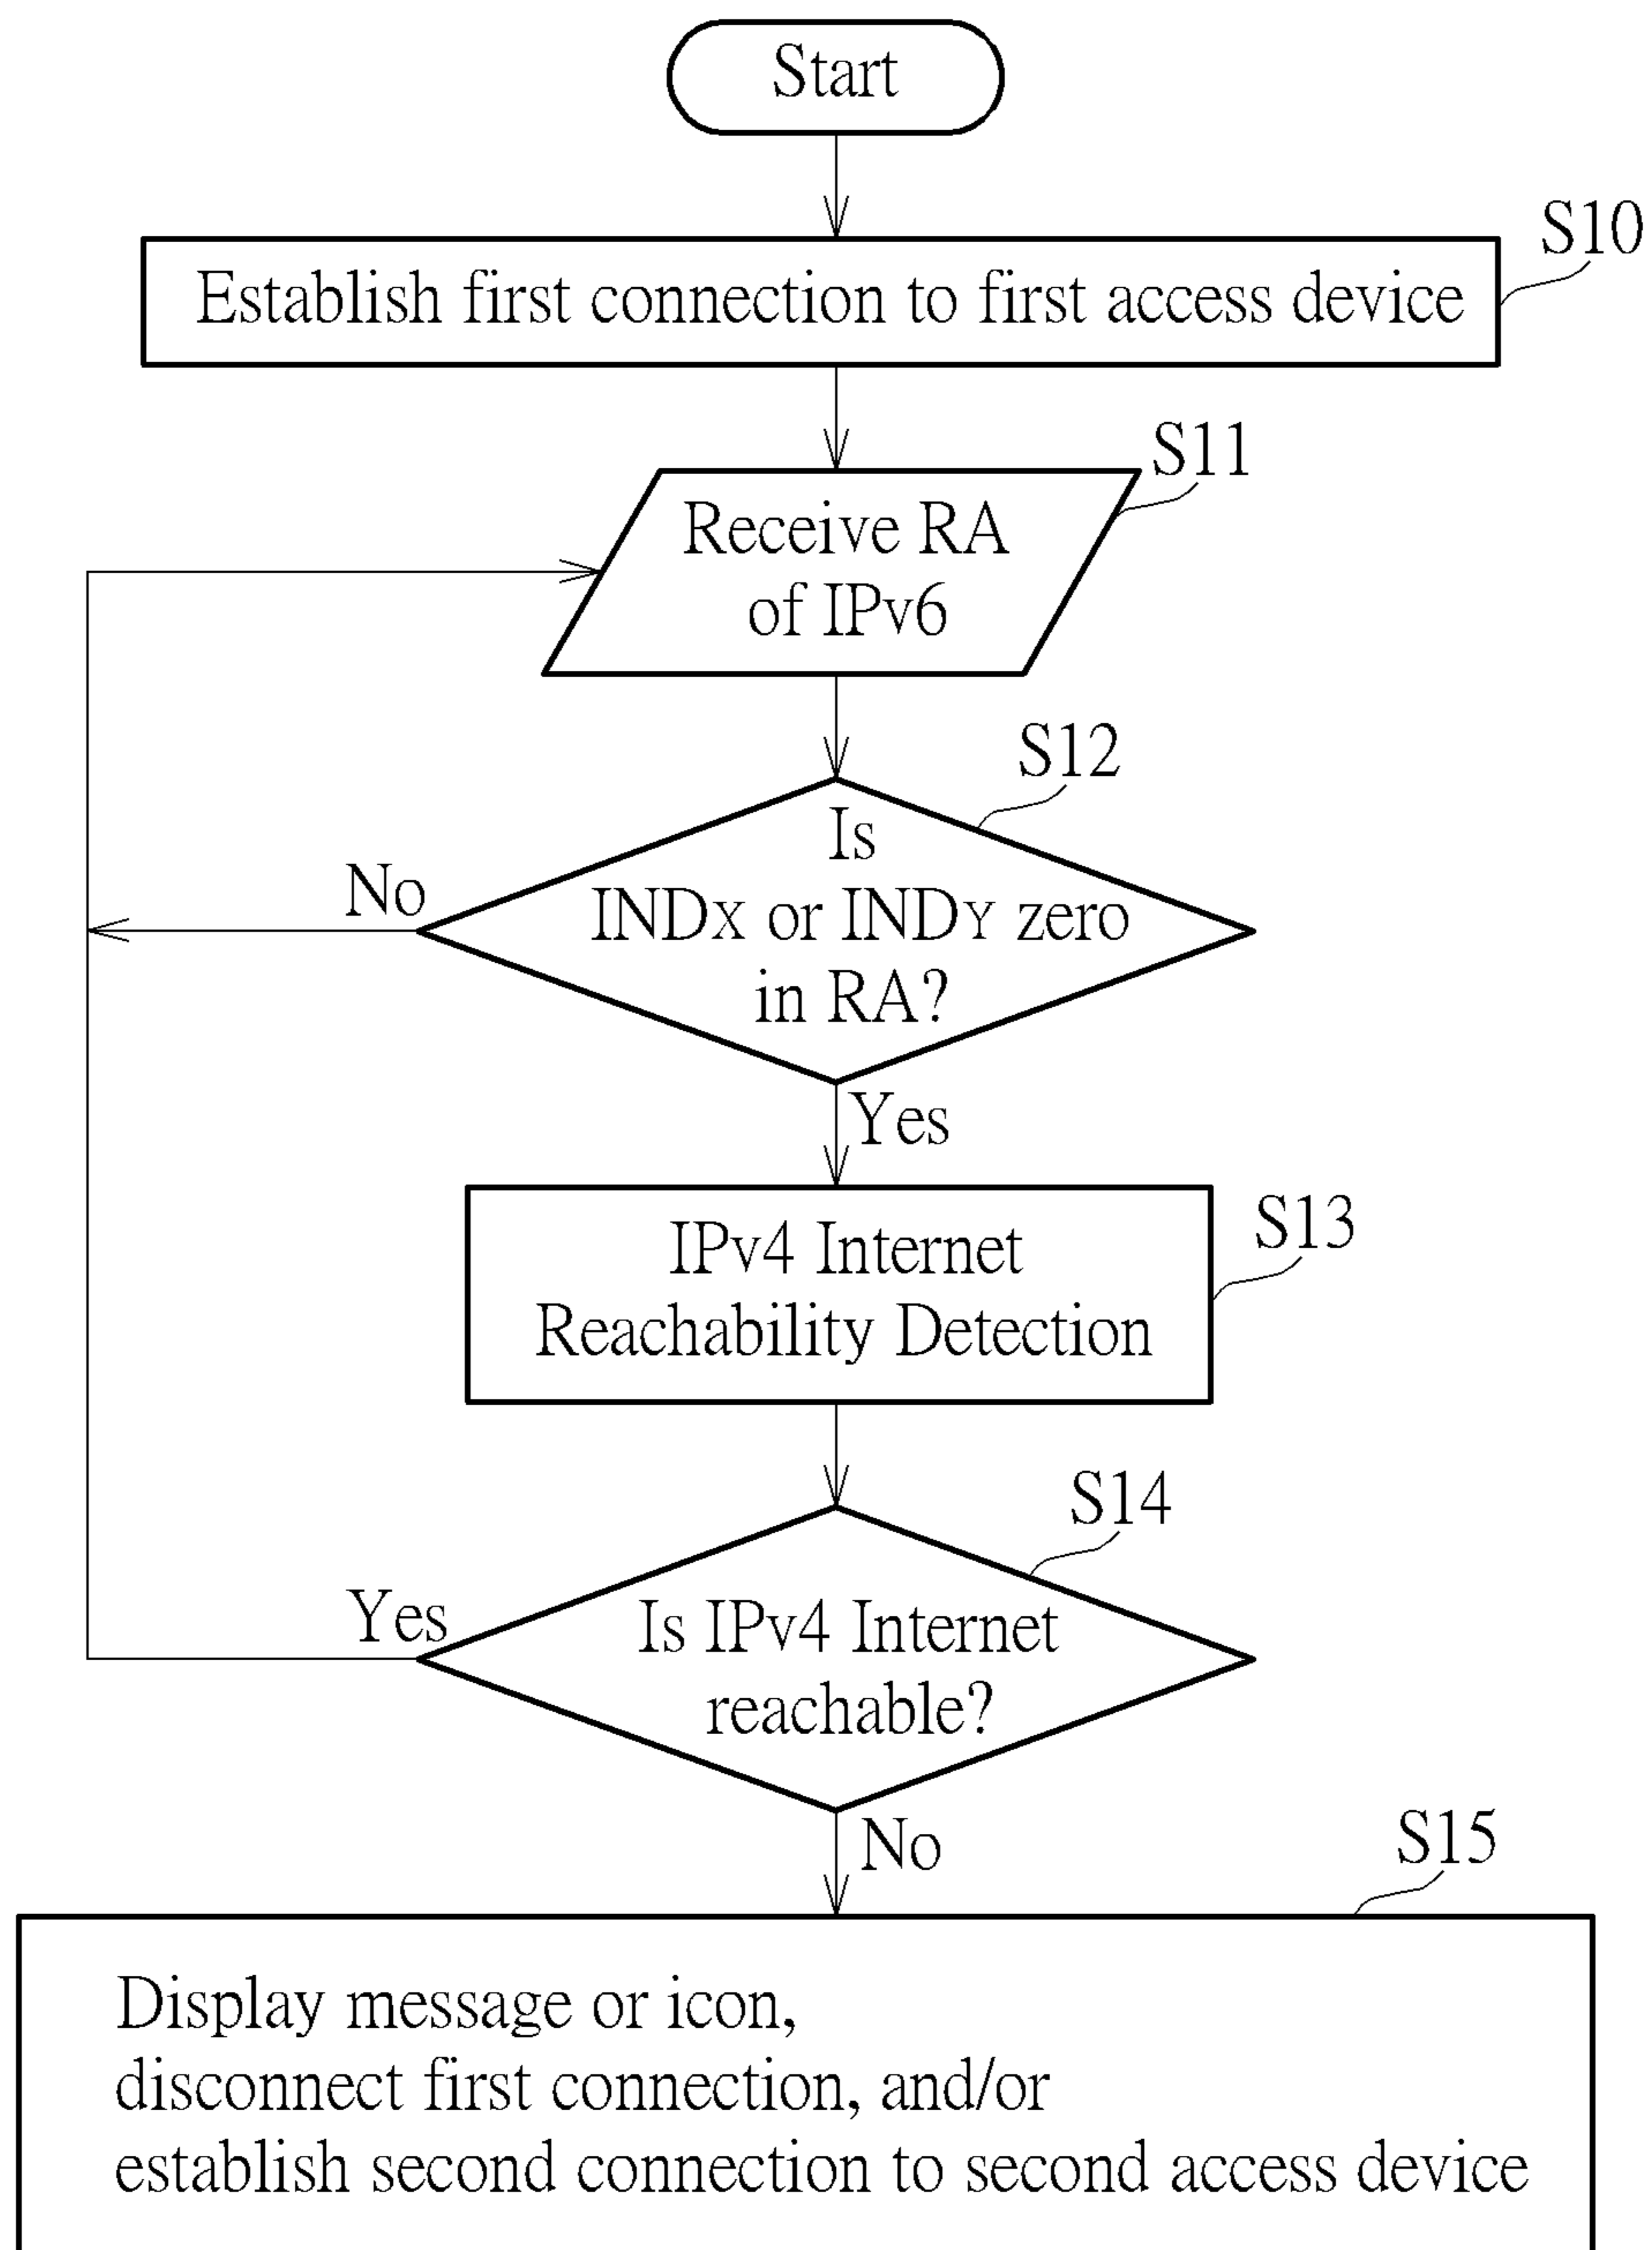 Start
S10
Establish first connection to first access device
S11
Receive RA
of IPv6
S12
Is
INDX or INDY zero
in RA?
No
Yes
IPv4 Internet
Reachability Detection
S13
S14
Is IPv4 Internet
reachable?
Yes
No
S15
Display message or icon,
disconnect first connection, and/or
establish second connection to second access device